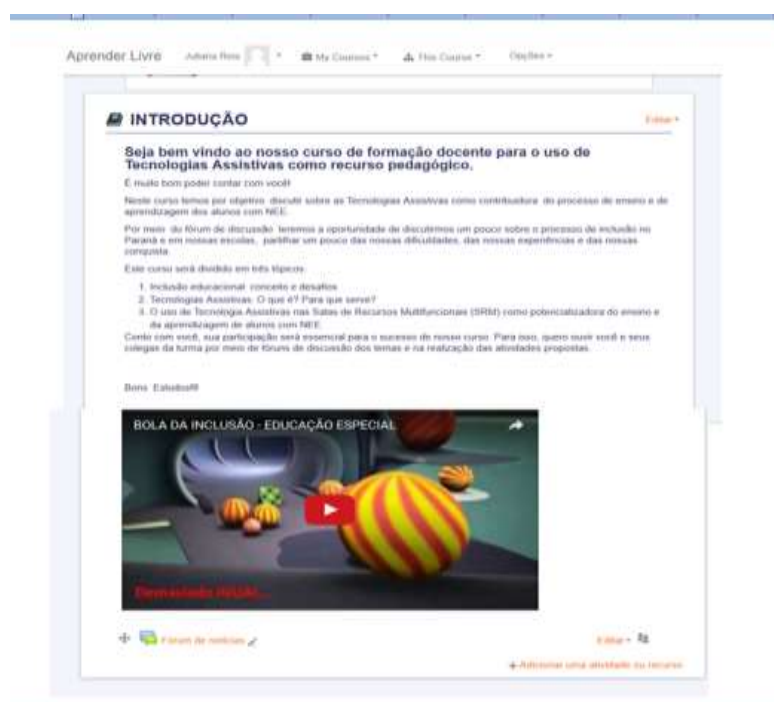 Aprender Livre Juliana Reis My Courses This Course Opções
INTRODUÇÃO Editar
Seja bem vindo ao nosso curso de formação docente para o uso de
Tecnologias Assistivas como recurso pedagógico.
É muito bom poder contar com você!
Neste curso temos por objetivo discutir sobre as Tecnologias Assistivas como contribuidora do processo de ensino e de
aprendizagem dos alunos com NEE.
Por meio do fórum de discussão teremos a oportunidade de discutirmos um pouco sobre o processo de inclusão no
Paraná e em nossas escolas, partilhar um pouco das nossas dificuldades, das nossas experiências e das nossas
conquista.
Este curso será dividido em três tópicos:
1. Inclusão educacional: conceito e desafios
2. Tecnologias Assistivas: O que é? Para que serve?
3. O uso de Tecnologia Assistivas nas Salas de Recursos Multifuncionais (SRM) como potencializadora do ensino e
da aprendizagem de alunos com NEE.
Conto com você, sua participação será essencial para o sucesso do nosso curso. Para isso, quero ouvir você e seus
colegas da turma por meio de fóruns de discussão dos temas e na realização das atividades propostas.
Bons Estudos!!!
BOLA DA INCLUSÃO - EDUCAÇÃO ESPECIAL
Demasiado IGUAL...
Fórum de notícias Editar
Adicionar uma atividade ou recurso